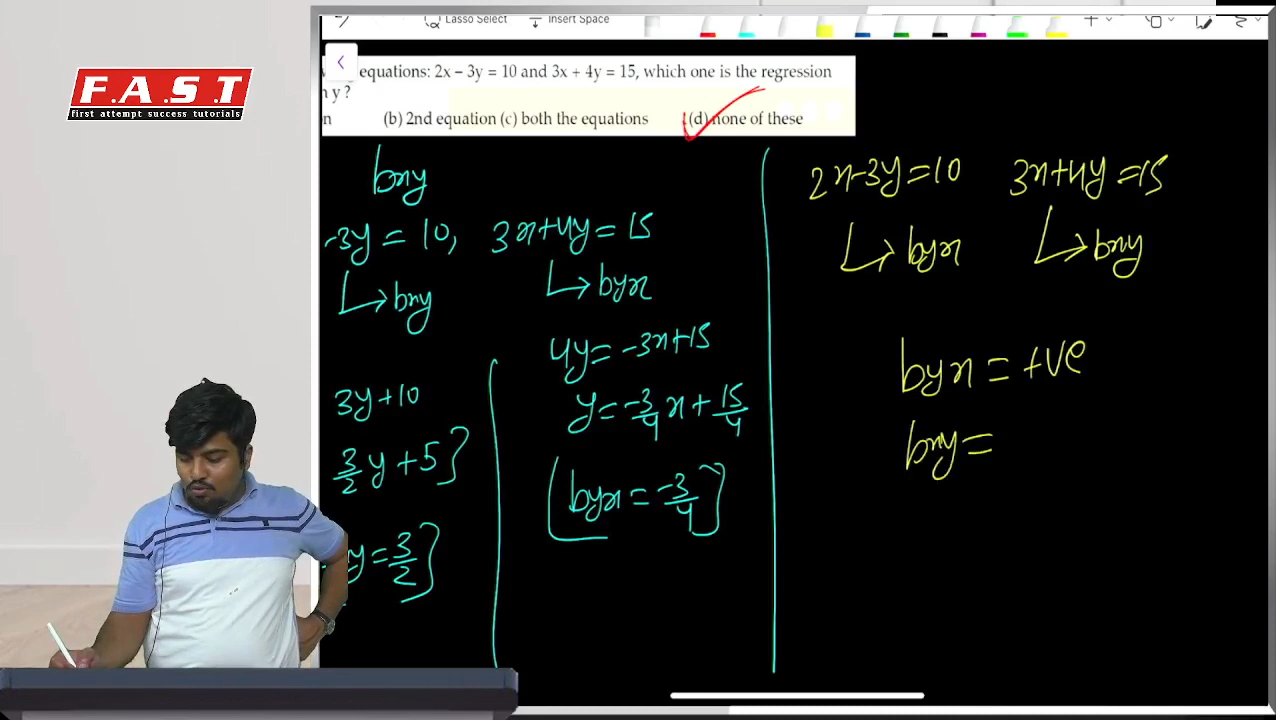 Lasso Select
Insert Space
F.A.S.T
first attempt success tutorials
equations: 2x – 3y = 10 and 3x + 4y = 15, which one is the regression
n y ?
n (b) 2nd equation (c) both the equations (d) none of these
bxy
-3y = 10, 3x+4y = 15
↳ bxy ↳ byx
3y+10
3/2 y + 5
y = 3/2
4y = -3x+15
y = -3/4 x + 15/4
byx = -3/4
2x-3y=10 3x+4y=15
↳ byx ↳ bxy
byx = +ve
bxy =